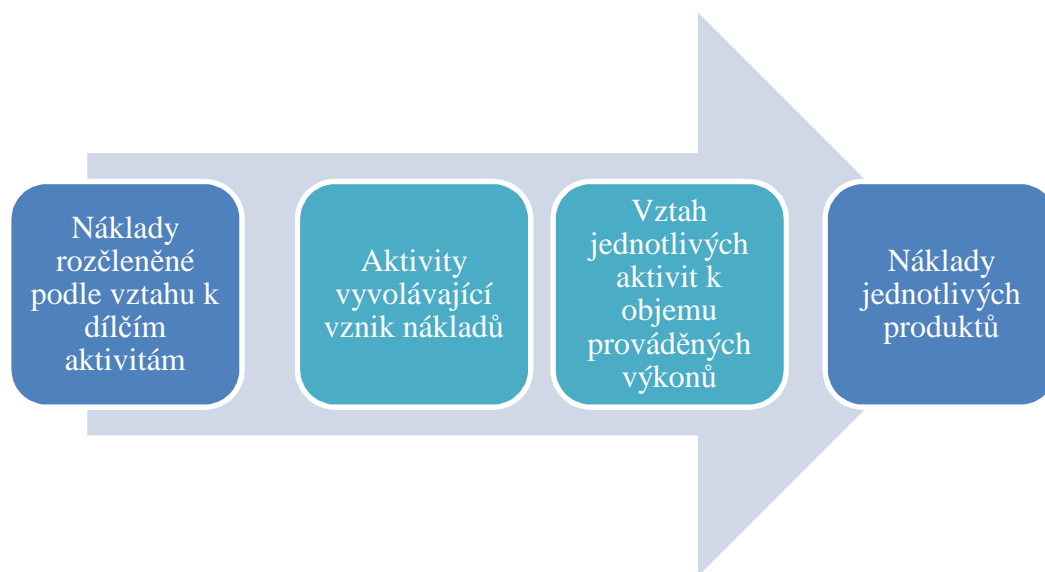 Náklady
rozčleněné
podle vztahu k
dílčím
aktivitám
Aktivity
vyvolávající
vznik nákladů
Vztah
jednotlivých
aktivit k
objemu
prováděných
výkonů
Náklady
jednotlivých
produktů